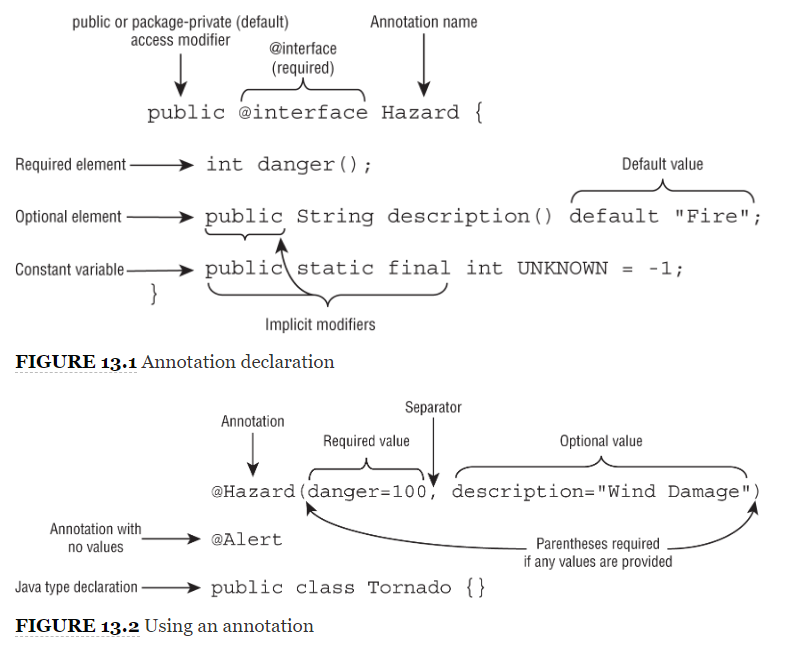 public or package-private (default)
access modifier
@interface
(required)
Annotation name
public @interface Hazard {
Required element
int danger();
Default value
Optional element
public String description() default "Fire";
Constant variable
public static final int UNKNOWN = -1;
}
Implicit modifiers
FIGURE 13.1 Annotation declaration
Annotation
Required value
Separator
Optional value
@Hazard(danger=100, description="Wind Damage")
Annotation with
no values
@Alert
Parentheses required
if any values are provided
Java type declaration
public class Tornado {}
FIGURE 13.2 Using an annotation